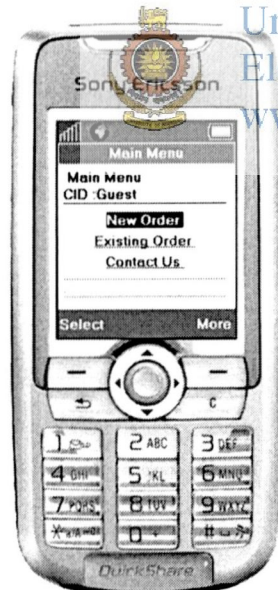 Sony Ericsson
Main Menu
Main Menu
CID :Guest
New Order
Existing Order
Contact Us
Select More
C
1 2 ABC 3 DEF
4 GHI 5 JKL 6 MNO
7 PQRS 8 TUV 9 WXYZ
0 + #
QuickShare